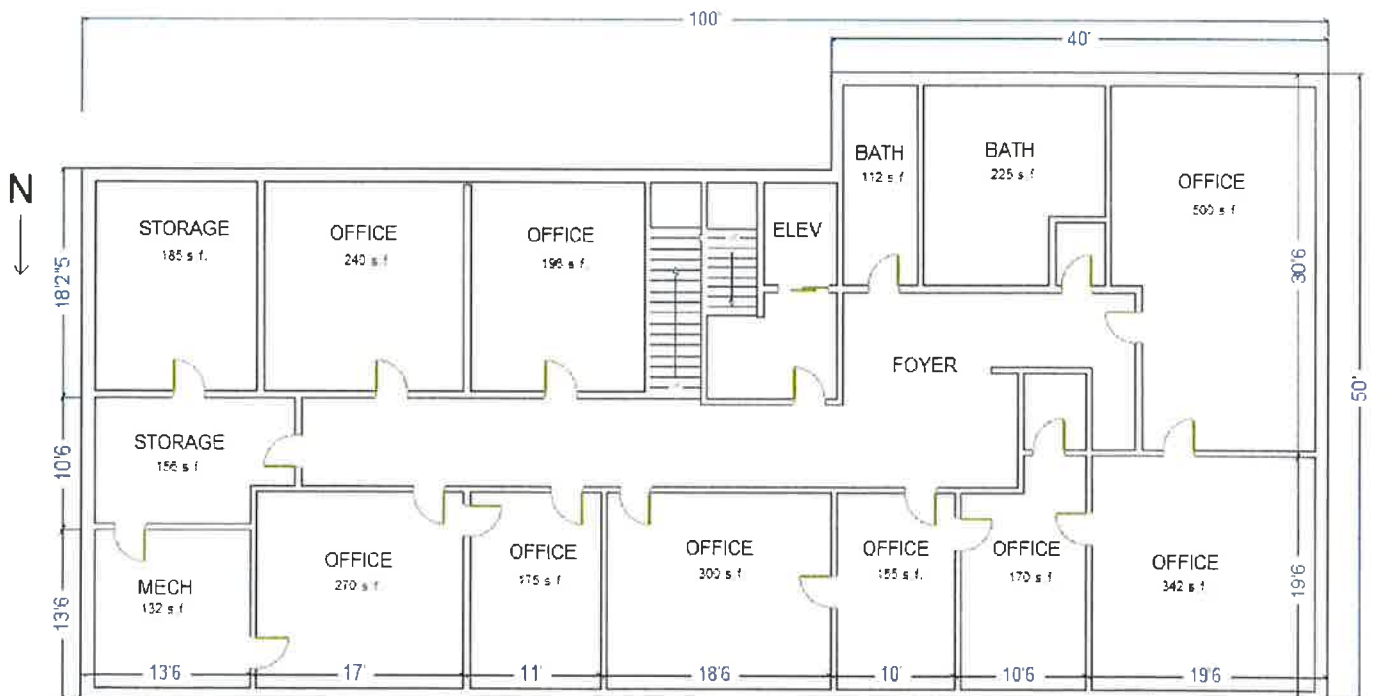 100'
40'
N
BATH
112 s.f.
BATH
225 s.f.
OFFICE
500 s.f.
STORAGE
185 s.f.
OFFICE
240 s.f.
OFFICE
196 s.f.
ELEV
18'2"5
30'6
FOYER
50'
STORAGE
156 s.f.
10'6
MECH
132 s.f.
OFFICE
270 s.f.
OFFICE
175 s.f.
OFFICE
300 s.f.
OFFICE
155 s.f.
OFFICE
170 s.f.
OFFICE
342 s.f.
13'6
19'6
13'6
17'
11'
18'6
10'
10'6
19'6